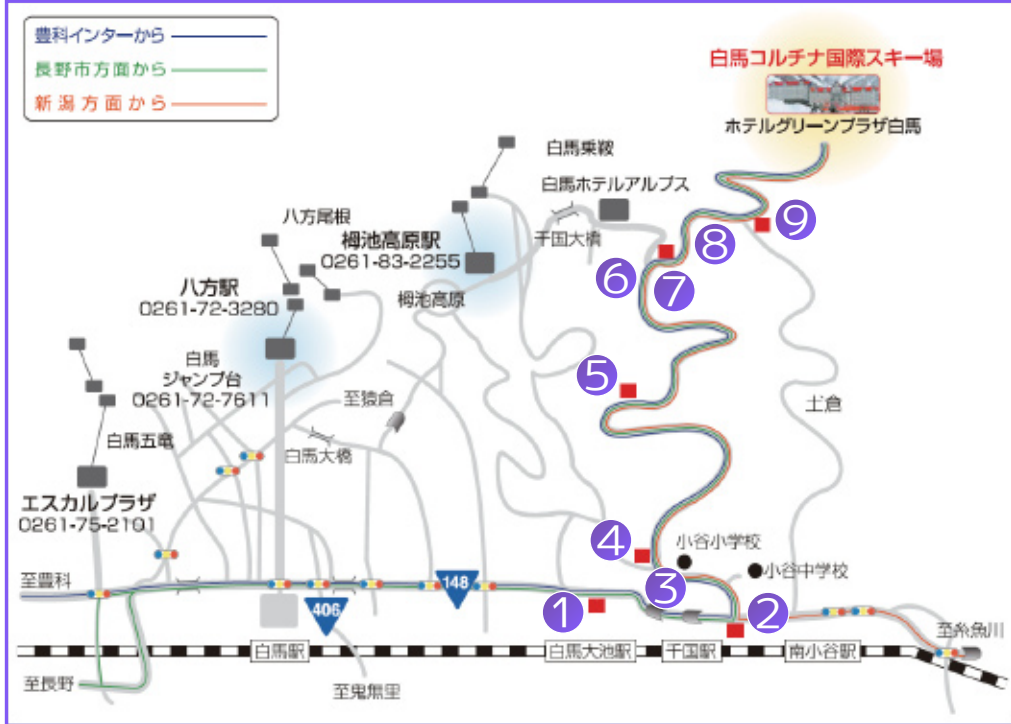 豊科インターから
長野市方面から
新潟方面から
白馬コルチナ国際スキー場
ホテルグリーンプラザ白馬
白馬乗鞍
白馬ホテルアルプス
八方尾根
栂池高原駅
0261-83-2255
千国大橋
9
8
八方駅
0261-72-3280
栂池高原
6
7
白馬
ジャンプ台
0261-72-7611
至猿倉
5
土倉
白馬五竜
白馬大橋
エスカルプラザ
0261-75-2101
4
小谷小学校
小谷中学校
至豊科
148
406
1
3
2
至糸魚川
白馬駅
白馬大池駅
千国駅
南小谷駅
至長野
至鬼無里